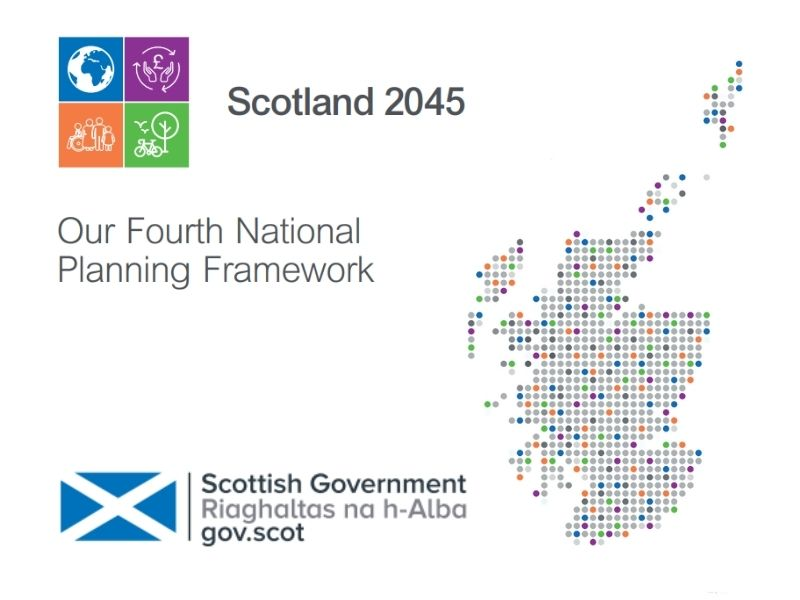 £
Scotland 2045
Our Fourth National
Planning Framework
Scottish Government
Riaghaltas na h-Alba
gov.scot